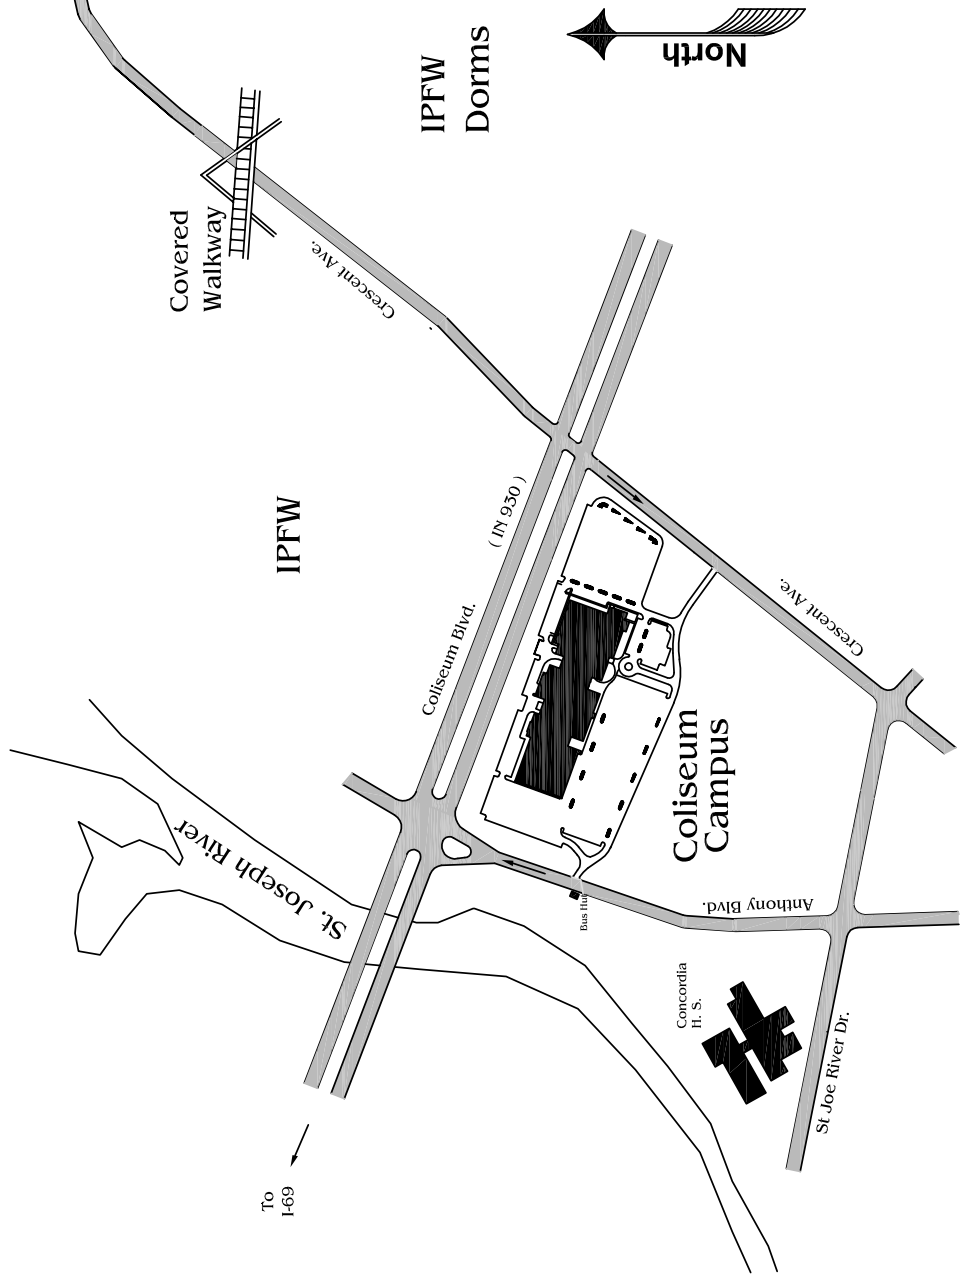 North
IPFW
Dorms
Covered
Walkway
Crescent Ave.
IPFW
( IN 930 )
Coliseum Blvd.
Crescent Ave.
Coliseum
Campus
St. Joseph River
Anthony Blvd.
Bus Hut
Concordia
H. S.
St Joe River Dr.
To
I-69